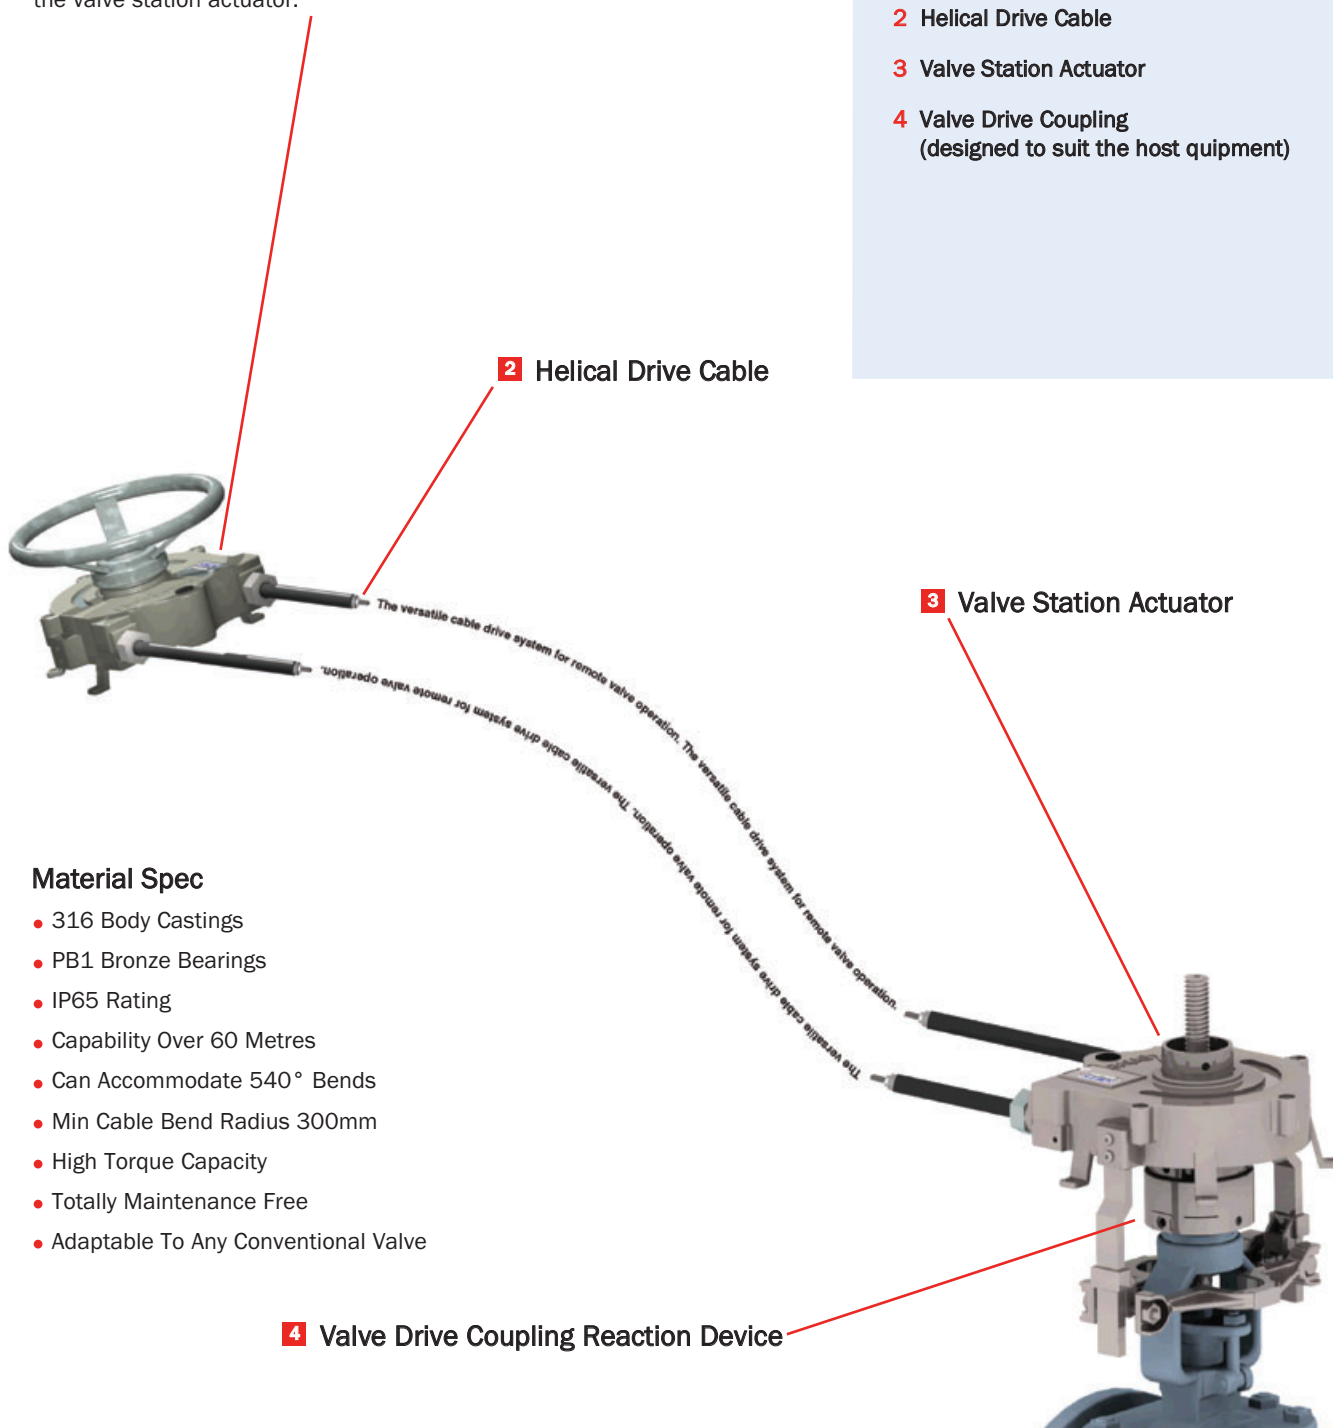 the valve station actuator.
2 Helical Drive Cable
3 Valve Station Actuator
4 Valve Drive Coupling
(designed to suit the host quipment)
2 Helical Drive Cable
3 Valve Station Actuator
The versatile cable drive system for remote valve operation. The versatile cable drive system for remote valve operation.
The versatile cable drive system for remote valve operation. The versatile cable drive system for remote valve operation.
Material Spec
• 316 Body Castings
• PB1 Bronze Bearings
• IP65 Rating
• Capability Over 60 Metres
• Can Accommodate 540° Bends
• Min Cable Bend Radius 300mm
• High Torque Capacity
• Totally Maintenance Free
• Adaptable To Any Conventional Valve
4 Valve Drive Coupling Reaction Device